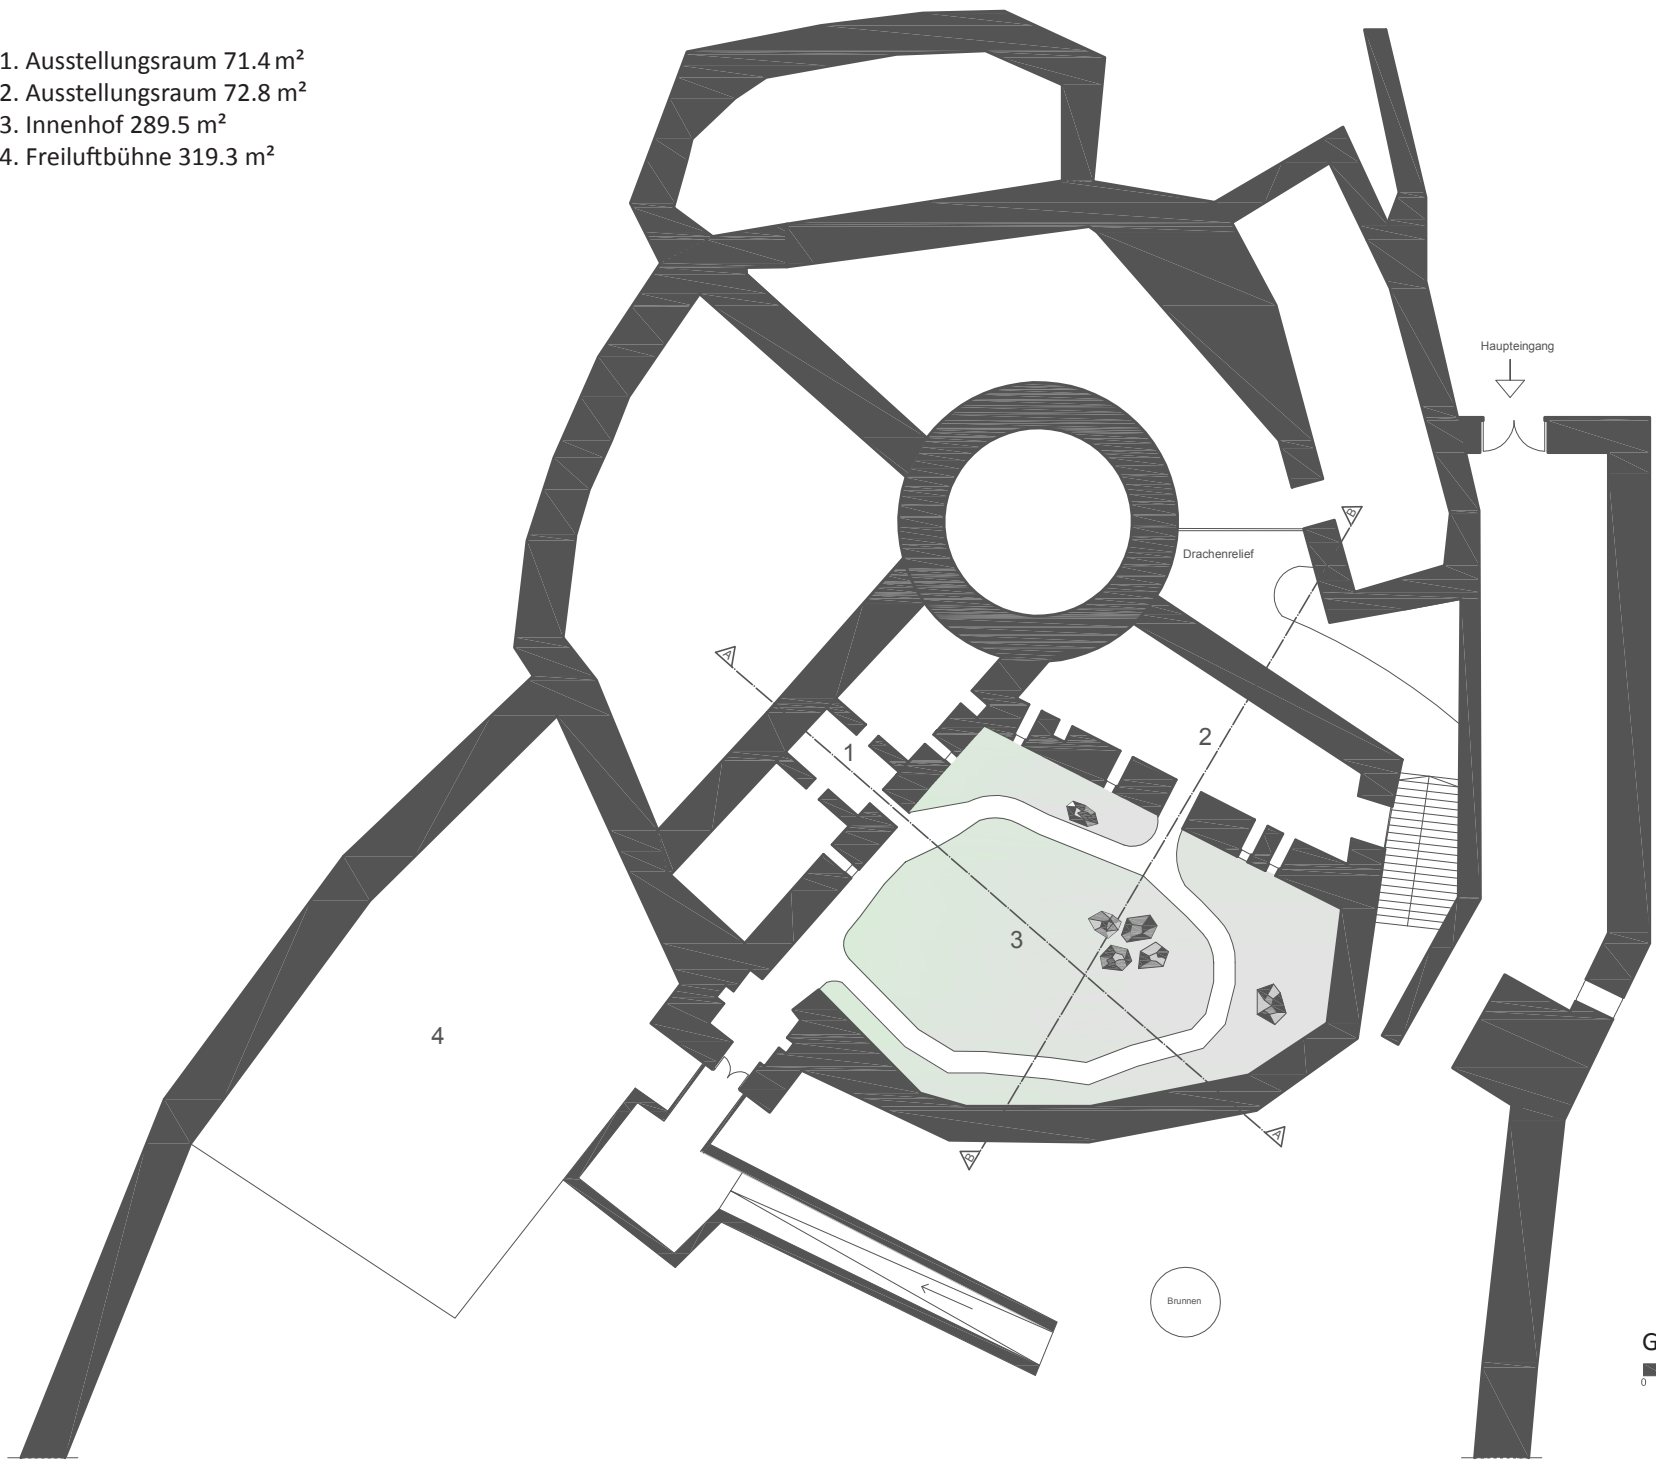 1. Ausstellungsraum 71.4 m²
2. Ausstellungsraum 72.8 m²
3. Innenhof 289.5 m²
4. Freiluftbühne 319.3 m²
Haupteingang
B
Drachenrelief
A
2
1
3
4
A
B
Brunnen
G
0